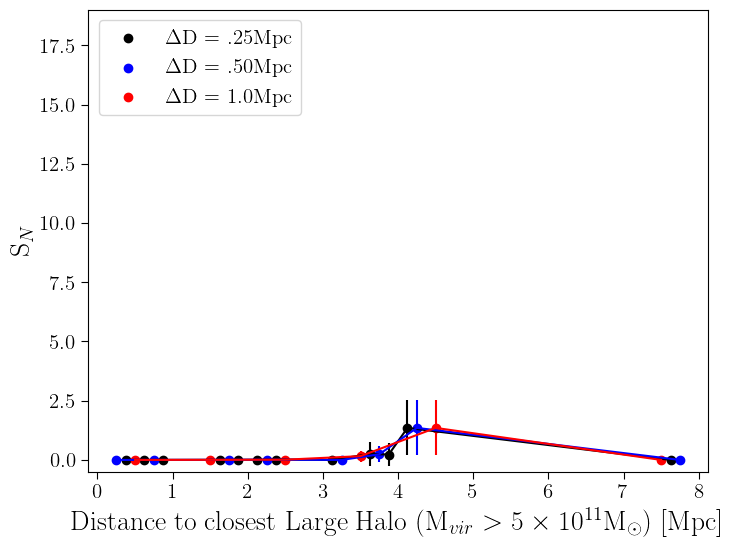 ΔD = .25Mpc
ΔD = .50Mpc
ΔD = 1.0Mpc
S_N
17.5
15.0
12.5
10.0
7.5
5.0
2.5
0.0
0 1 2 3 4 5 6 7 8
Distance to closest Large Halo (M_{vir} > 5 × 10^{11}M_⊙) [Mpc]